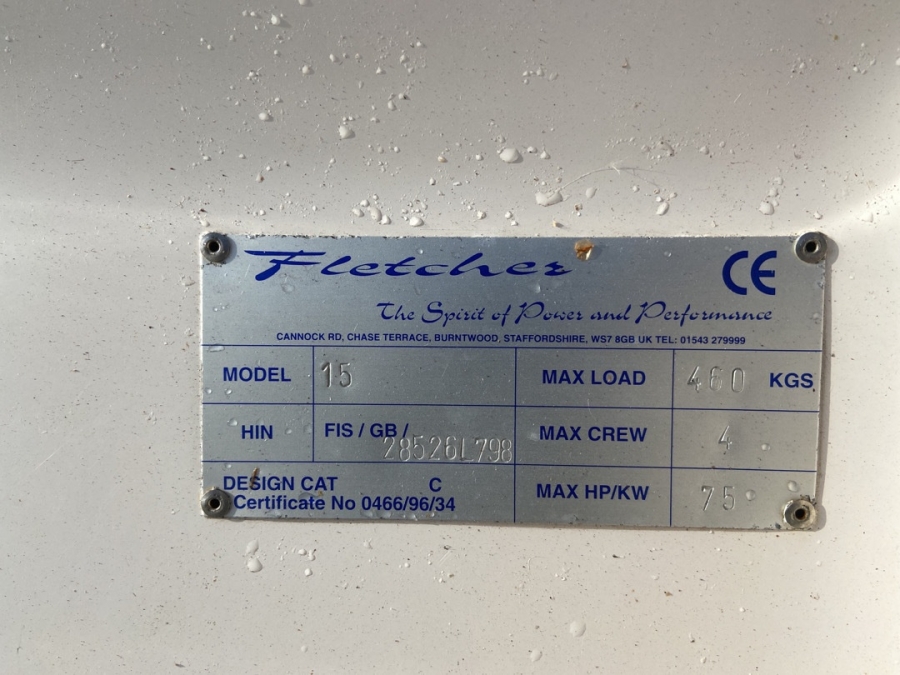 Fletcher CE
The Spirit of Power and Performance
CANNOCK RD, CHASE TERRACE, BURNTWOOD, STAFFORDSHIRE, WS7 8GB UK TEL: 01543 279999
MODEL 15 MAX LOAD 460 KGS
HIN FIS / GB / 28526L798 MAX CREW 4
DESIGN CAT C MAX HP/KW 75
Certificate No 0466/96/34